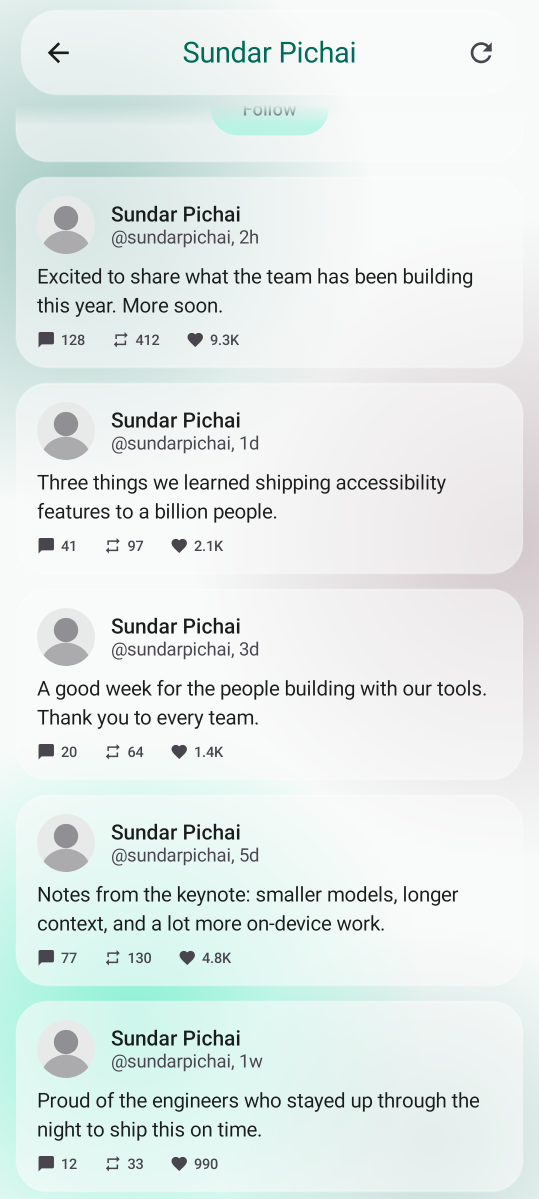 Sundar Pichai
Follow
Sundar Pichai
@sundarpichai, 2h
Excited to share what the team has been building
this year. More soon.
128 412 9.3K
Sundar Pichai
@sundarpichai, 1d
Three things we learned shipping accessibility
features to a billion people.
41 97 2.1K
Sundar Pichai
@sundarpichai, 3d
A good week for the people building with our tools.
Thank you to every team.
20 64 1.4K
Sundar Pichai
@sundarpichai, 5d
Notes from the keynote: smaller models, longer
context, and a lot more on-device work.
77 130 4.8K
Sundar Pichai
@sundarpichai, 1w
Proud of the engineers who stayed up through the
night to ship this on time.
12 33 990